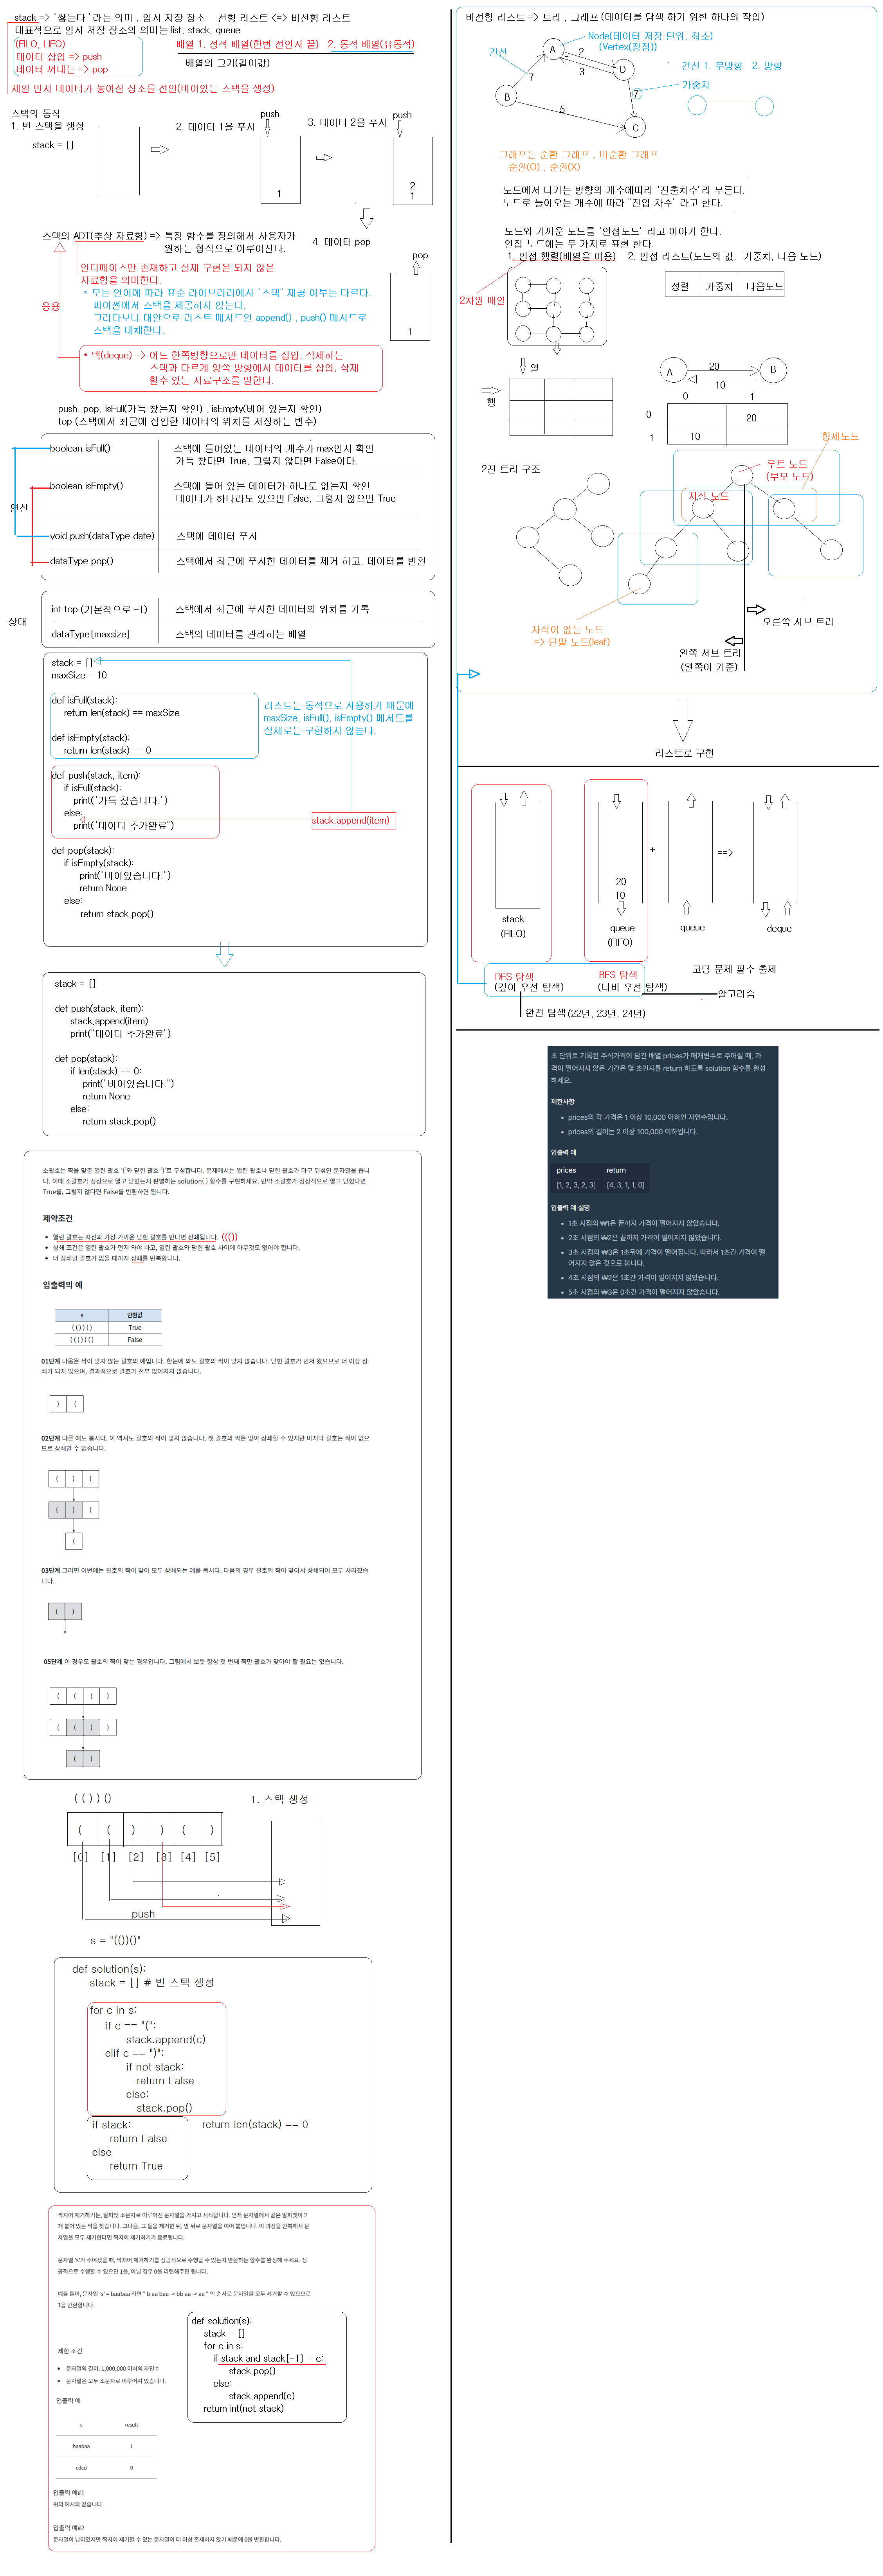 stack => "쌓는다 "라는 의미 , 임시 저장 장소    선형 리스트 <=> 비선형 리스트
대표적으로 임시 저장 장소의 의미는 list, stack, queue
(FILO, LIFO)
데이터 삽입 => push
데이터 꺼내는 => pop
배열 1. 정적 배열(한번 선언시 끝)   2. 동적 배열(유동적)
배열의 크기(길이값)
제일 먼저 데이터가 놓여질 장소를 선언(비어있는 스택을 생성)
스택의 동작
1. 빈 스택을 생성
stack = []
2. 데이터 1을 푸시
push
1
3. 데이터 2을 푸시
push
2
1
4. 데이터 pop
pop
1
스택의 ADT(추상 자료형) => 특정 함수를 정의해서 사용자가
원하는 형식으로 이루어진다.
인터페이스만 존재하고 실제 구현은 되지 않은
자료형을 의미한다.
* 모든 언어에 따라 표준 라이브러리에서 "스택" 제공 여부는 다르다.
파이썬에서 스택을 제공하지 않는다.
그러다보니 대안으로 리스트 메서드인 append() , push() 메서드로
스택을 대체한다.
응용
* 덱(deque) => 어느 한쪽방향으로만 데이터를 삽입, 삭제하는
스택과 다르게 양쪽 방향에서 데이터를 삽입, 삭제
할수 있는 자료구조를 말한다.
push, pop, isFull(가득 찼는지 확인) , isEmpty(비어 있는지 확인)
top (스택에서 최근에 삽입한 데이터의 위치를 저장하는 변수)
연산
boolean isFull()
스택에 들어있는 데이터의 개수가 max인지 확인
가득 찼다면 True, 그렇지 않다면 False이다.
boolean isEmpty()
스택에 들어 있는 데이터가 하나도 없는지 확인
데이터가 하나라도 있으면 False, 그렇지 않으면 True
void push(dataType date)
스택에 데이터 푸시
dataType pop()
스택에서 최근에 푸시한 데이터를 제거 하고, 데이터를 반환
상태
int top (기본적으로 -1)
스택에서 최근에 푸시한 데이터의 위치를 기록
dataType[maxsize]
스택의 데이터를 관리하는 배열
stack = []
maxSize = 10
def isFull(stack):
return len(stack) == maxSize
def isEmpty(stack):
return len(stack) == 0
리스트는 동적으로 사용하기 때문에
maxSize, isFull(), isEmpty() 메서드를
실제로는 구현하지 않는다.
def push(stack, item):
if isFull(stack):
print("가득 찼습니다.")
else:
print("데이터 추가완료")
stack.append(item)
def pop(stack):
if isEmpty(stack):
print("비어있습니다.")
return None
else:
return stack.pop()
stack = []
def push(stack, item):
stack.append(item)
print("데이터 추가완료")
def pop(stack):
if len(stack) == 0:
print("비어있습니다.")
return None
else:
return stack.pop()
소괄호는 짝을 맞춘 열린 괄호 '('와 닫힌 괄호 ')'로 구성합니다. 문제에서는 열린 괄호나 닫힌 괄호가 마구 뒤섞인 문자열을 줍니
다. 이때 소괄호가 정상으로 열고 닫혔는지 판별하는 solution( ) 함수를 구현하세요. 만약 소괄호가 정상적으로 열고 닫혔다면
True를, 그렇지 않다면 False를 반환하면 됩니다.
제약조건
• 열린 괄호는 자신과 가장 가까운 닫힌 괄호를 만나면 상쇄됩니다. ((()))
• 상쇄 조건은 열린 괄호가 먼저 와야 하고, 열린 괄호와 닫힌 괄호 사이에 아무것도 없어야 합니다.
• 더 상쇄할 괄호가 없을 때까지 상쇄를 반복합니다.
입출력의 예
s 반환값
(())() True
((())() False
01단계 다음은 짝이 맞지 않는 괄호의 예입니다. 한눈에 봐도 괄호의 짝이 맞지 않습니다. 닫힌 괄호가 먼저 왔으므로 더 이상 상
쇄가 되지 않으며, 결과적으로 괄호가 전부 없어지지 않습니다.
) (
02단계 다른 예도 봅시다. 이 역시도 괄호의 짝이 맞지 않습니다. 첫 괄호의 짝은 맞아 상쇄할 수 있지만 마지막 괄호는 짝이 없으
므로 상쇄할 수 없습니다.
( ) (
( ) (
(
03단계 그러면 이번에는 괄호의 짝이 맞아 모두 상쇄되는 예를 봅시다. 다음의 경우 괄호의 짝이 맞아서 상쇄되어 모두 사라졌습
니다.
( )
05단계 이 경우도 괄호의 짝이 맞는 경우입니다. 그림에서 보듯 항상 첫 번째 짝만 괄호가 맞아야 할 필요는 없습니다.
( ( ) )
( ( ) )
( )
( ( ) ) ()
1. 스택 생성
( ( ) ) ( )
[0] [1] [2] [3] [4] [5]
push
s = "(())()"
def solution(s):
stack = [] # 빈 스택 생성
for c in s:
if c == "(":
stack.append(c)
elif c == ")":
if not stack:
return False
else:
stack.pop()
if stack:
return False
else
return True
return len(stack) == 0
짝지어 제거하기는, 알파벳 소문자로 이루어진 문자열을 가지고 시작합니다. 먼저 문자열에서 같은 알파벳이 2
개 붙어 있는 짝을 찾습니다. 그다음, 그 둘을 제거한 뒤, 앞 뒤로 문자열을 이어 붙입니다. 이 과정을 반복해서 문
자열을 모두 제거한다면 짝지어 제거하기가 종료됩니다.
문자열 's'가 주어졌을 때, 짝지어 제거하기를 성공적으로 수행할 수 있는지 반환하는 함수를 완성해 주세요. 성
공적으로 수행할 수 있으면 1을, 아닐 경우 0을 리턴해주면 됩니다.
예를 들어, 문자열 's' = baabaa 라면 " b aa baa -> bb aa -> aa " 의 순서로 문자열을 모두 제거할 수 있으므로
1을 반환합니다.
def solution(s):
stack = []
for c in s:
if stack and stack[-1] = c:
stack.pop()
else:
stack.append(c)
return int(not stack)
제한 조건
• 문자열의 길이: 1,000,000 이하의 자연수
• 문자열은 모두 소문자로 이루어져 있습니다.
입출력 예
s result
baabaa 1
cdcd 0
입출력 예#1
위의 예시와 같습니다.
입출력 예#2
문자열이 남아있지만 짝지어 제거할 수 있는 문자열이 더 이상 존재하지 않기 때문에 0을 반환합니다.
비선형 리스트 => 트리 , 그래프 (데이터를 탐색 하기 위한 하나의 작업)
간선
A
Node(데이터 저장 단위, 최소)
(Vertex(정점))
2
3
D
7
B
5
7
C
간선 1. 무방향   2. 방향
가중치
그래프는 순환 그래프 , 비순환 그래프
순환(O) , 순환(X)
노드에서 나가는 방향의 개수에따라 "진출차수"라 부른다.
노드로 들어오는 개수에 따라 "진입 차수" 라고 한다.
노드와 가까운 노드를 "인접노드" 라고 이야기 한다.
인접 노드에는 두 가지로 표현 한다.
1. 인접 행렬(배열을 이용)   2. 인접 리스트(노드의 값, 가중치, 다음 노드)
2차원 배열
정렬 가중치 다음노드
열
행
A 20 B
10
0 1
0 20
1 10
2진 트리 구조
형제노드
루트 노드
(부모 노드)
자식 노드
자식이 없는 노드
=> 단말 노드(leaf)
오른쪽 서브 트리
왼쪽 서브 트리
(왼쪽이 기준)
리스트로 구현
stack
(FILO)
20
10
queue
(FIFO)
+
queue
==>
deque
DFS 탐색
(깊이 우선 탐색)
BFS 탐색
(너비 우선 탐색)
코딩 문제 필수 출제
알고리즘
완전 탐색 (22년, 23년, 24년)
초 단위로 기록된 주식가격이 담긴 배열 prices가 매개변수로 주어질 때, 가
격이 떨어지지 않은 기간은 몇 초인지를 return 하도록 solution 함수를 완성
하세요.
제한사항
• prices의 각 가격은 1 이상 10,000 이하인 자연수입니다.
• prices의 길이는 2 이상 100,000 이하입니다.
입출력 예
prices return
[1, 2, 3, 2, 3] [4, 3, 1, 1, 0]
입출력 예 설명
• 1초 시점의 ₩1은 끝까지 가격이 떨어지지 않았습니다.
• 2초 시점의 ₩2은 끝까지 가격이 떨어지지 않았습니다.
• 3초 시점의 ₩3은 1초뒤에 가격이 떨어집니다. 따라서 1초간 가격이 떨
어지지 않은 것으로 봅니다.
• 4초 시점의 ₩2은 1초간 가격이 떨어지지 않았습니다.
• 5초 시점의 ₩3은 0초간 가격이 떨어지지 않았습니다.